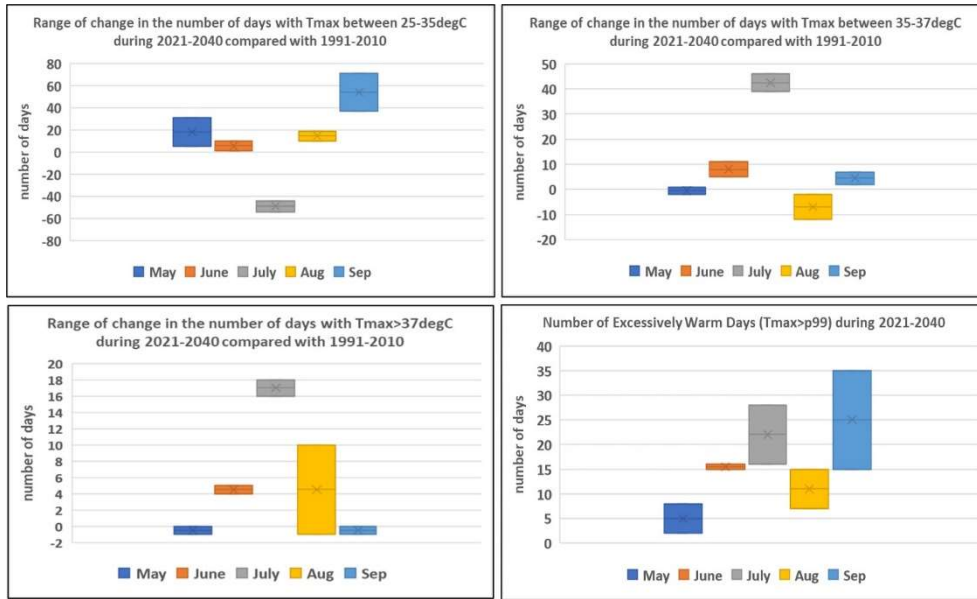 Range of change in the number of days with Tmax between 25-35degC
during 2021-2040 compared with 1991-2010
number of days
80
60
40
20
0
-20
-40
-60
-80
May June July Aug Sep
Range of change in the number of days with Tmax between 35-37degC
during 2021-2040 compared with 1991-2010
number of days
50
40
30
20
10
0
-10
-20
May June July Aug Sep
Range of change in the number of days with Tmax>37degC
during 2021-2040 compared with 1991-2010
number of days
20
18
16
14
12
10
8
6
4
2
0
-2
May June July Aug Sep
Number of Excessively Warm Days (Tmax>p99) during 2021-2040
number of days
40
35
30
25
20
15
10
5
0
May June July Aug Sep